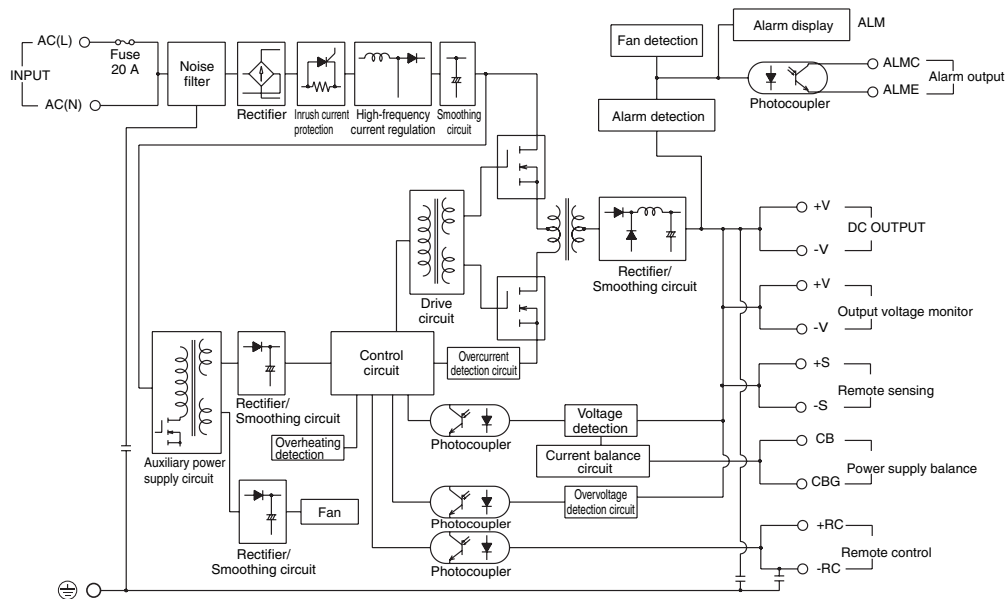 Alarm display
ALM
Fan detection
AC(L)
Fuse
20 A
INPUT
AC(N)
Noise
filter
Rectifier
Inrush current
protection
High-frequency
current regulation
Smoothing
circuit
Photocoupler
ALMC
ALME
Alarm output
Alarm detection
Drive
circuit
Rectifier/
Smoothing circuit
+V
-V
DC OUTPUT
+V
-V
Output voltage monitor
Control
circuit
Overcurrent
detection circuit
+S
-S
Remote sensing
Rectifier/
Smoothing circuit
Overheating
detection
Auxiliary power
supply circuit
Photocoupler
Voltage
detection
Current balance
circuit
CB
CBG
Power supply balance
Photocoupler
Overvoltage
detection circuit
Fan
Rectifier/
Smoothing circuit
Photocoupler
+RC
-RC
Remote control